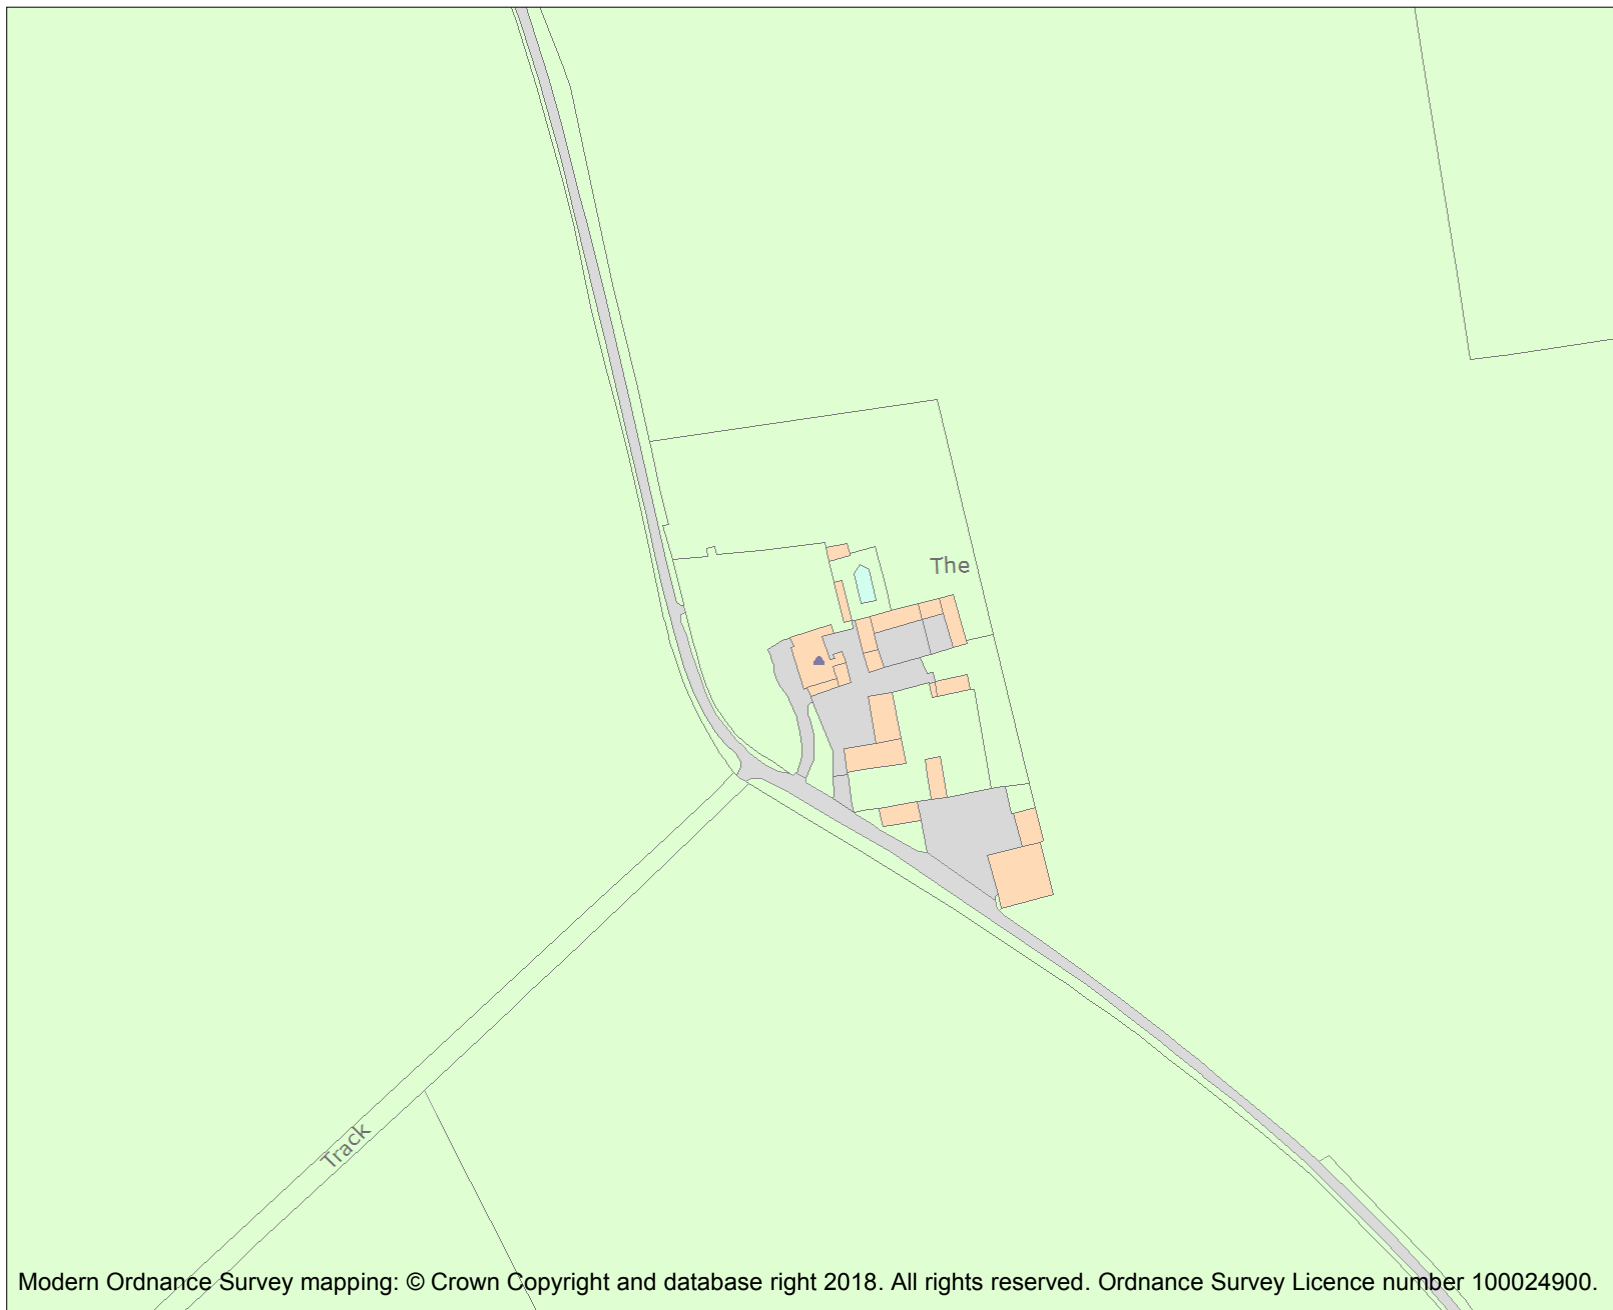 The
Track
Modern Ordnance Survey mapping: © Crown Copyright and database right 2018. All rights reserved. Ordnance Survey Licence number 100024900.